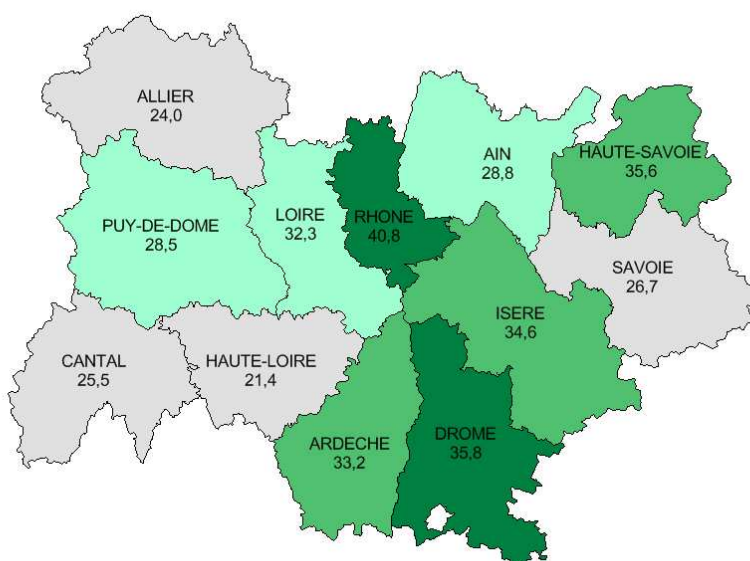 ALLIER
24,0
AIN
28,8
HAUTE-SAVOIE
35,6
PUY-DE-DOME
28,5
LOIRE
32,3
RHONE
40,8
SAVOIE
26,7
ISERE
34,6
CANTAL
25,5
HAUTE-LOIRE
21,4
ARDECHE
33,2
DROME
35,8